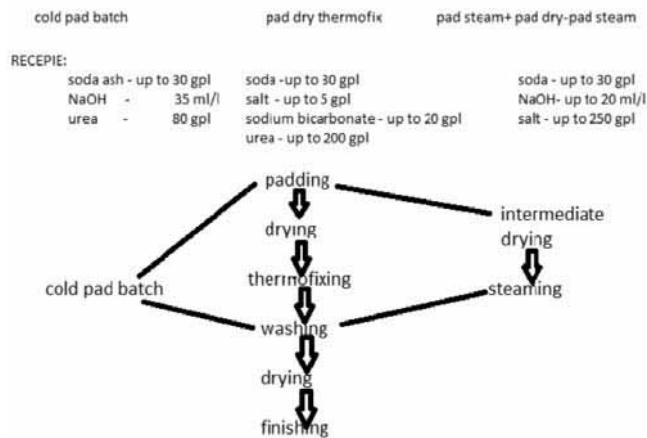 cold pad batch pad dry thermofix pad steam+ pad dry-pad steam
RECEPIE:
soda ash - up to 30 gpl soda -up to 30 gpl soda - up to 30 gpl
NaOH - 35 ml/l salt - up to 5 gpl NaOH- up to 20 ml/l
urea - 80 gpl sodium bicarbonate - up to 20 gpl salt - up to 250 gpl
urea - up to 200 gpl
padding
intermediate
drying drying
cold pad batch thermofixing steaming
washing
drying
finishing